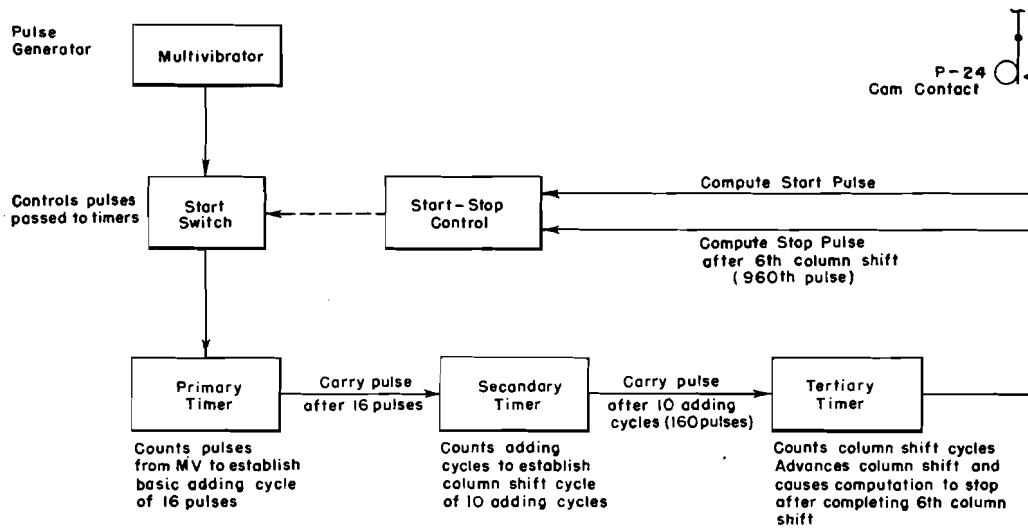 Pulse
Generator
Multivibrator
P-24
Cam Contact
Controls pulses
passed to timers
Start
Switch
Start-Stop
Control
Compute Start Pulse
Compute Stop Pulse
after 6th column shift
(960th pulse)
Primary
Timer
Carry pulse
after 16 pulses
Secondary
Timer
Carry pulse
after 10 adding
cycles (160 pulses)
Tertiary
Timer
Counts pulses
from MV to establish
basic adding cycle
of 16 pulses
Counts adding
cycles to establish
column shift cycle
of 10 adding cycles
Counts column shift cycles
Advances column shift and
causes computation to stop
after completing 6th column
shift